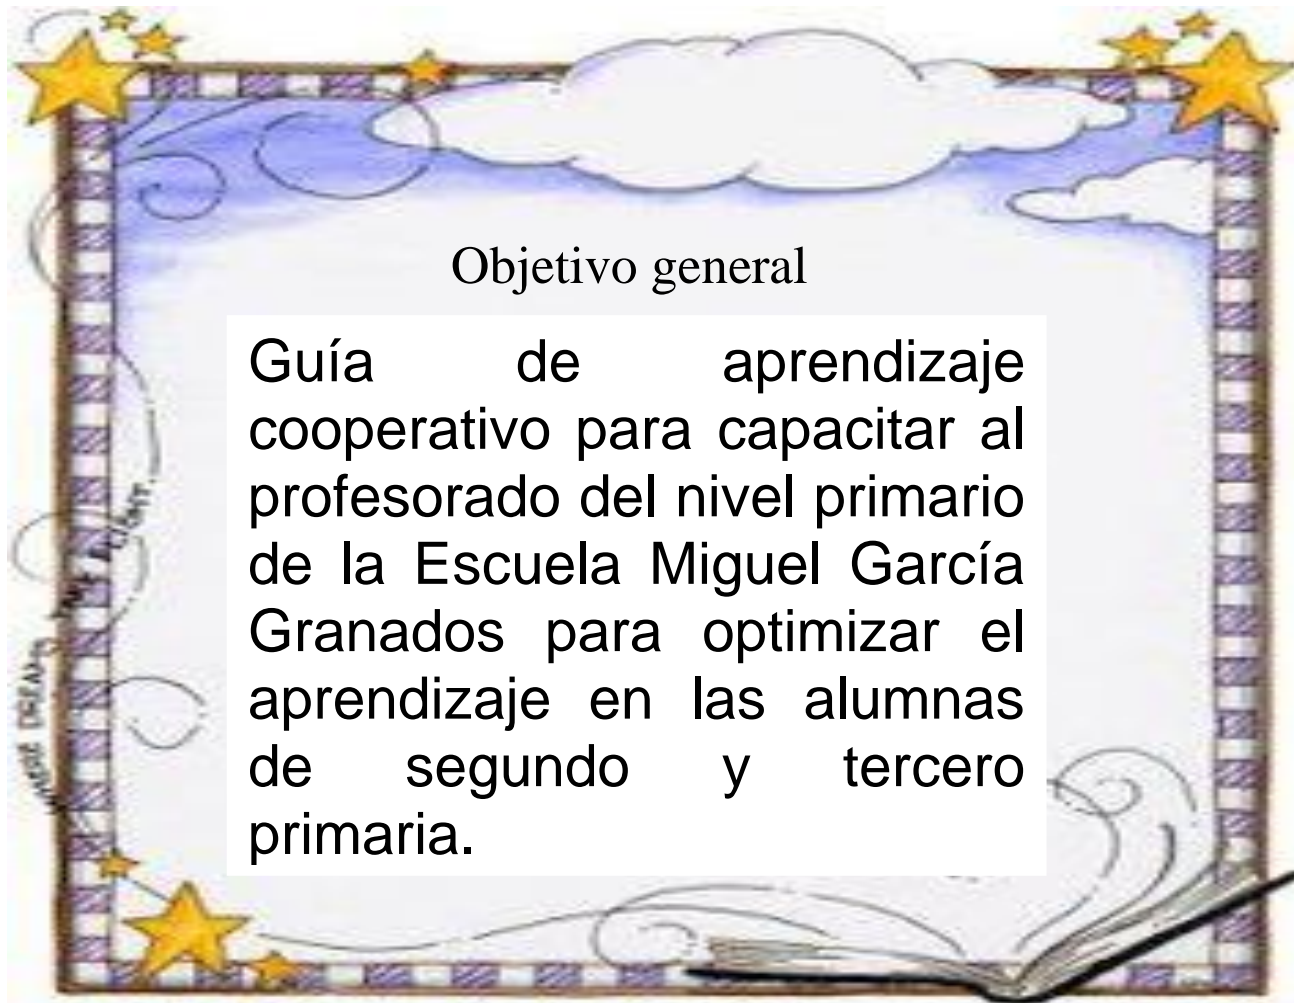 Objetivo general
Guía de aprendizaje
cooperativo para capacitar al
profesorado del nivel primario
de la Escuela Miguel García
Granados para optimizar el
aprendizaje en las alumnas
de segundo y tercero
primaria.